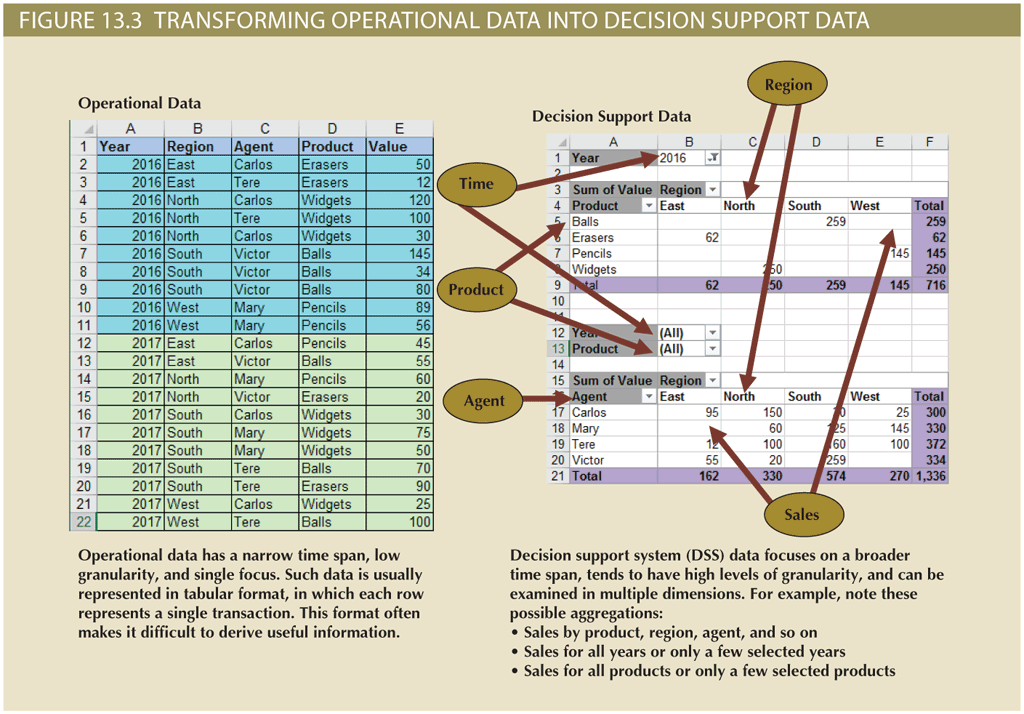 FIGURE 13.3 TRANSFORMING OPERATIONAL DATA INTO DECISION SUPPORT DATA
Operational Data
A B C D E
1 Year Region Agent Product Value
2 2016 East Carlos Erasers 50
3 2016 East Tere Erasers 12
4 2016 North Carlos Widgets 120
5 2016 North Tere Widgets 100
6 2016 North Carlos Widgets 30
7 2016 South Victor Balls 145
8 2016 South Victor Balls 34
9 2016 South Victor Balls 80
10 2016 West Mary Pencils 89
11 2016 West Mary Pencils 56
12 2017 East Carlos Pencils 45
13 2017 East Victor Balls 55
14 2017 North Mary Pencils 60
15 2017 North Victor Erasers 20
16 2017 South Carlos Widgets 30
17 2017 South Mary Widgets 75
18 2017 South Mary Widgets 50
19 2017 South Tere Balls 70
20 2017 South Tere Erasers 90
21 2017 West Carlos Widgets 25
22 2017 West Tere Balls 100
Operational data has a narrow time span, low
granularity, and single focus. Such data is usually
represented in tabular format, in which each row
represents a single transaction. This format often
makes it difficult to derive useful information.
Time
Product
Agent
Region
Sales
Decision Support Data
A B C D E F
1 Year 2016
2
3 Sum of Value Region
4 Product East North South West Total
5 Balls 259 259
6 Erasers 62 62
7 Pencils 145 145
Widgets 250
9 Total 62 259 145 716
10
12 Year (All)
13 Product (All)
14
15 Sum of Value Region
Agent East North South West Total
17 Carlos 95 150 25 300
18 Mary 60 145 330
19 Tere 12 100 100 372
20 Victor 55 20 259 334
21 Total 162 330 574 270 1,336
Decision support system (DSS) data focuses on a broader
time span, tends to have high levels of granularity, and can be
examined in multiple dimensions. For example, note these
possible aggregations:
• Sales by product, region, agent, and so on
• Sales for all years or only a few selected years
• Sales for all products or only a few selected products